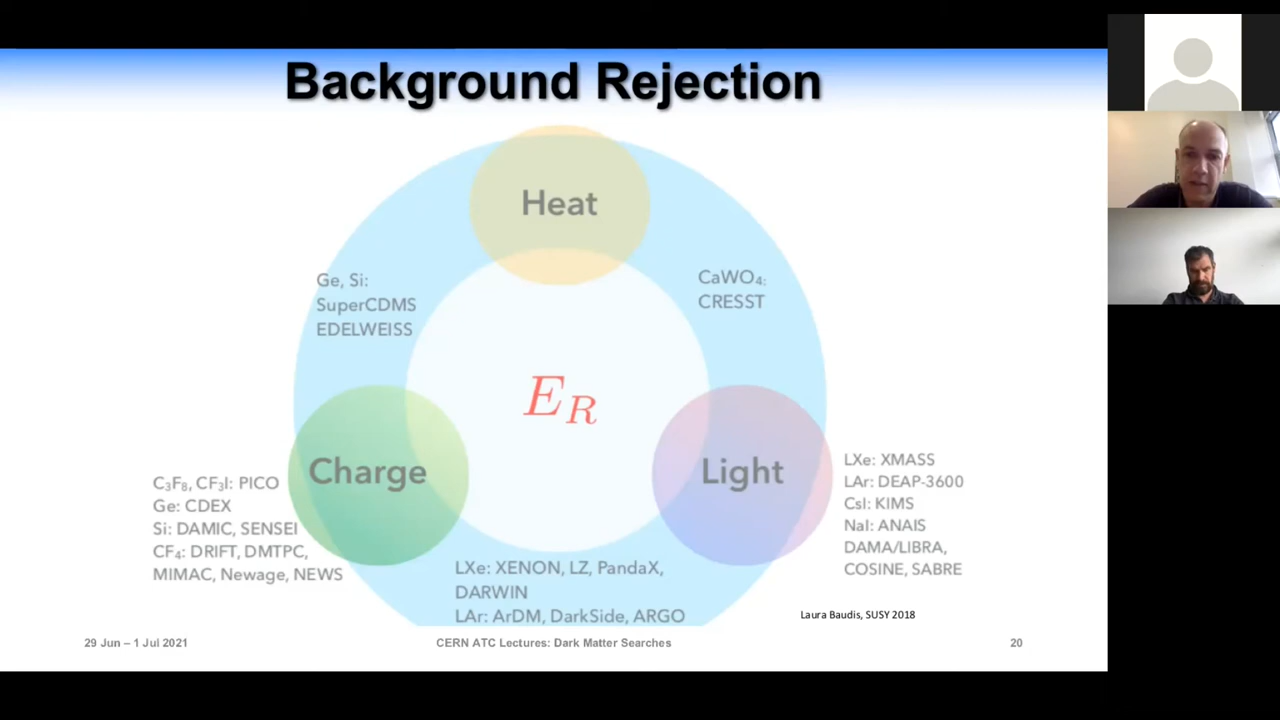 Background Rejection
Heat
Ge, Si:
SuperCDMS
EDELWEISS
CaWO₄:
CRESST
E_R
Charge
Light
C₃F₈, CF₃I: PICO
Ge: CDEX
Si: DAMIC, SENSEI
CF₄: DRIFT, DMTPC,
MIMAC, Newage, NEWS
LXe: XMASS
LAr: DEAP-3600
CsI: KIMS
NaI: ANAIS
DAMA/LIBRA,
COSINE, SABRE
LXe: XENON, LZ, PandaX,
DARWIN
LAr: ArDM, DarkSide, ARGO
Laura Baudis, SUSY 2018
29 Jun – 1 Jul 2021
CERN ATC Lectures: Dark Matter Searches
20